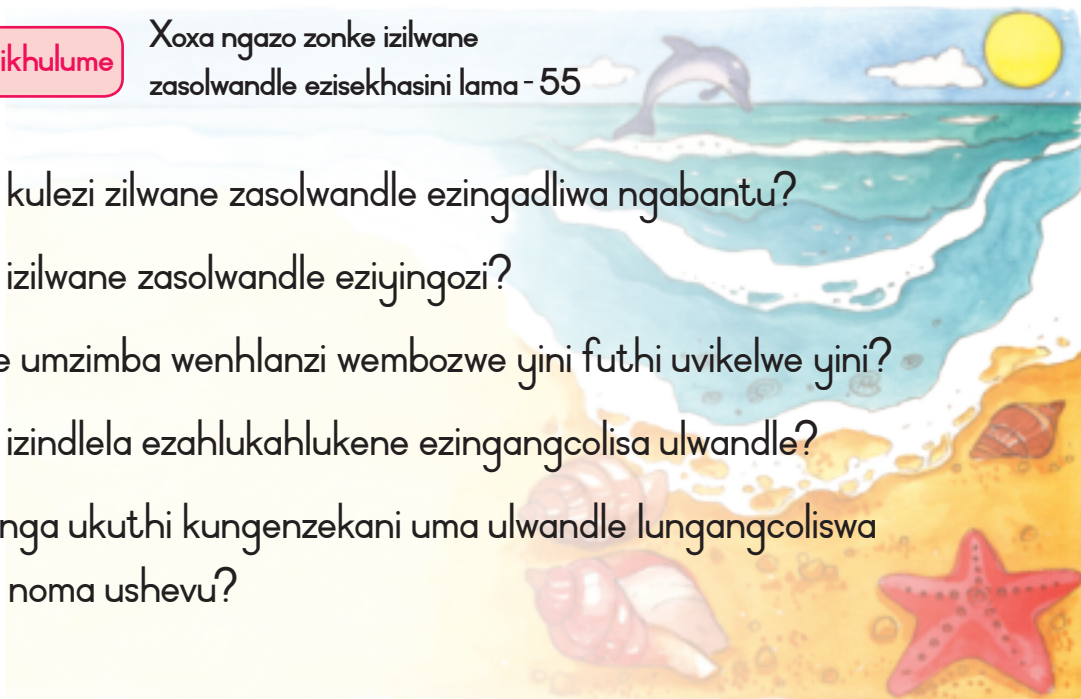 ikhulume
Xoxa ngazo zonke izilwane
zasolwandle ezisekhasini lama - 55
kulezi zilwane zasolwandle ezingadliwa ngabantu?
izilwane zasolwandle eziyingozi?
e umzimba wenhlanzi wembozwe yini futhi uvikelwe yini?
izindlela ezahlukahlukene ezingangcolisa ulwandle?
nga ukuthi kungenzekani uma ulwandle lungangcoliswa
noma ushevu?